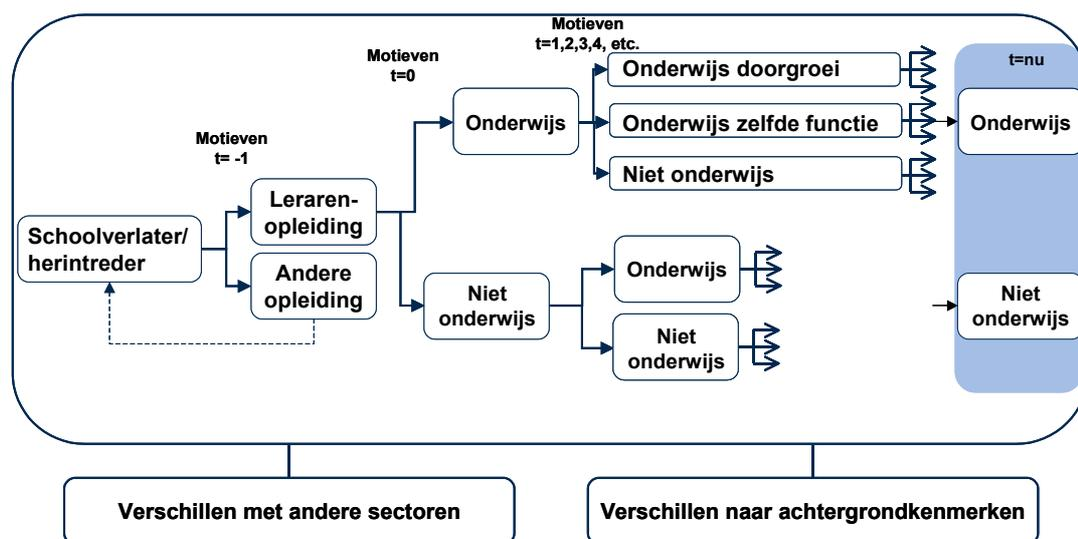 Motieven
t=1,2,3,4, etc.
Motieven
t=0
t=nu
Onderwijs doorgroei
Onderwijs
Onderwijs zelfde functie
Onderwijs
Motieven
t= -1
Niet onderwijs
Leraren-
opleiding
Schoolverlater/
herintreder
Andere
opleiding
Onderwijs
Niet
onderwijs
Niet
onderwijs
Niet
onderwijs
Verschillen met andere sectoren
Verschillen naar achtergrondkenmerken